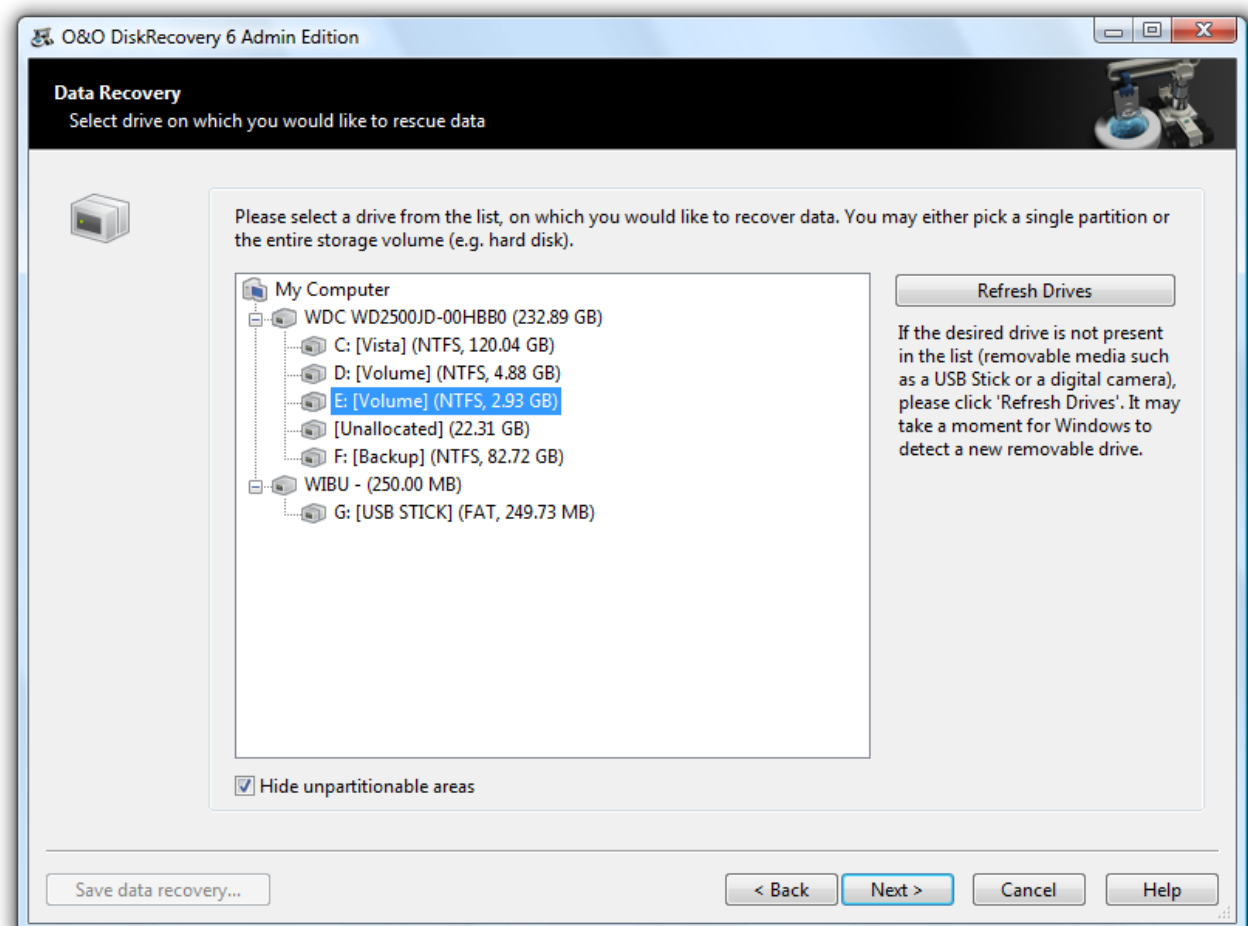 O&O DiskRecovery 6 Admin Edition
Data Recovery
Select drive on which you would like to rescue data
Please select a drive from the list, on which you would like to recover data. You may either pick a single partition or
the entire storage volume (e.g. hard disk).
My Computer
WDC WD2500JD-00HBB0 (232.89 GB)
C: [Vista] (NTFS, 120.04 GB)
D: [Volume] (NTFS, 4.88 GB)
E: [Volume] (NTFS, 2.93 GB)
[Unallocated] (22.31 GB)
F: [Backup] (NTFS, 82.72 GB)
WIBU - (250.00 MB)
G: [USB STICK] (FAT, 249.73 MB)
Refresh Drives
If the desired drive is not present
in the list (removable media such
as a USB Stick or a digital camera),
please click 'Refresh Drives'. It may
take a moment for Windows to
detect a new removable drive.
Hide unpartitionable areas
Save data recovery...
< Back
Next >
Cancel
Help